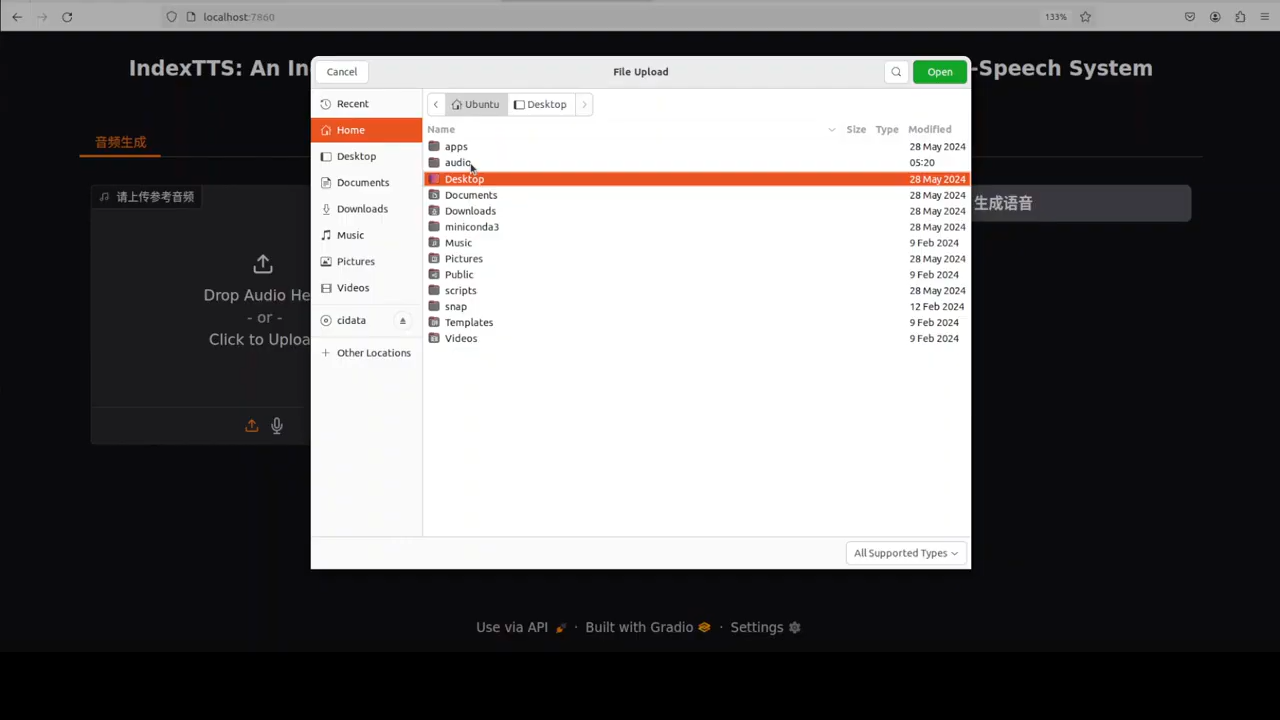 localhost:7860
133%
IndexTTS: An In
-Speech System
Cancel
File Upload
Open
Recent
Home
Desktop
Documents
Downloads
Music
Pictures
Videos
cidata
Other Locations
Ubuntu
Desktop
Name Size Type Modified
apps 28 May 2024
audio 05:20
Desktop 28 May 2024
Documents 28 May 2024
Downloads 28 May 2024
miniconda3 28 May 2024
Music 9 Feb 2024
Pictures 28 May 2024
Public 9 Feb 2024
scripts 28 May 2024
snap 12 Feb 2024
Templates 9 Feb 2024
Videos 9 Feb 2024
All Supported Types
音频生成
请上传参考音频
Drop Audio He
- or -
Click to Uploa
生成语音
Use via API · Built with Gradio · Settings